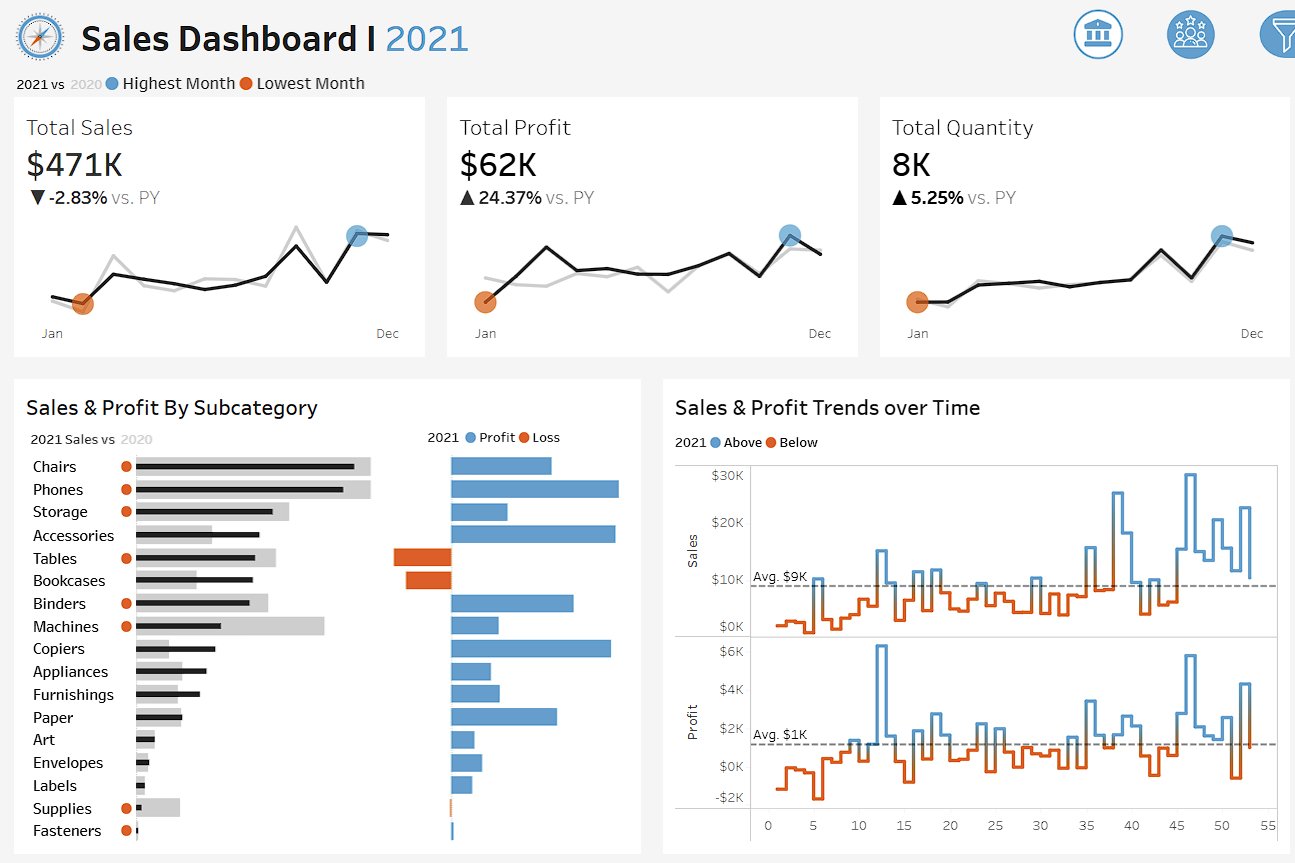 Sales Dashboard I 2021
2021 vs 2020 Highest Month Lowest Month
Total Sales
$471K
▼ -2.83% vs. PY
Jan Dec
Total Profit
$62K
▲ 24.37% vs. PY
Jan Dec
Total Quantity
8K
▲ 5.25% vs. PY
Jan Dec
Sales & Profit By Subcategory
2021 Sales vs 2020
2021 Profit Loss
Chairs
Phones
Storage
Accessories
Tables
Bookcases
Binders
Machines
Copiers
Appliances
Furnishings
Paper
Art
Envelopes
Labels
Supplies
Fasteners
Sales & Profit Trends over Time
2021 Above Below
Sales
$30K
$20K
$10K
$0K
Avg. $9K
Profit
$6K
$4K
$2K
$0K
-$2K
Avg. $1K
0 5 10 15 20 25 30 35 40 45 50 55